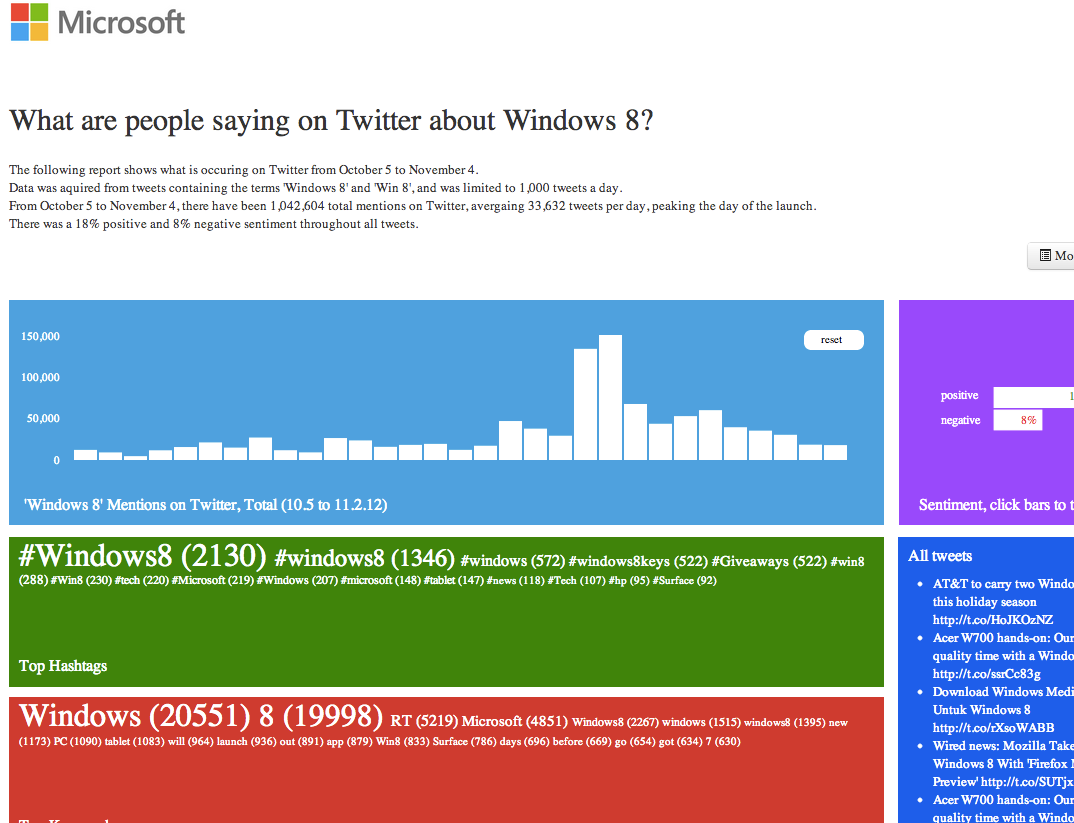 Microsoft
What are people saying on Twitter about Windows 8?
The following report shows what is occuring on Twitter from October 5 to November 4.
Data was aquired from tweets containing the terms 'Windows 8' and 'Win 8', and was limited to 1,000 tweets a day.
From October 5 to November 4, there have been 1,042,604 total mentions on Twitter, avergaing 33,632 tweets per day, peaking the day of the launch.
There was a 18% positive and 8% negative sentiment throughout all tweets.
Mo
150,000
100,000
50,000
0
reset
'Windows 8' Mentions on Twitter, Total (10.5 to 11.2.12)
positive 1
negative 8%
Sentiment, click bars to t
#Windows8 (2130) #windows8 (1346) #windows (572) #windows8keys (522) #Giveaways (522) #win8
(288) #Win8 (230) #tech (220) #Microsoft (219) #Windows (207) #microsoft (148) #tablet (147) #news (118) #Tech (107) #hp (95) #Surface (92)
Top Hashtags
All tweets
AT&T to carry two Windo
this holiday season
http://t.co/HoJKOzNZ
Acer W700 hands-on: Our
quality time with a Windo
http://t.co/ssrCc83g
Download Windows Medi
Untuk Windows 8
http://t.co/rXsoWABB
Wired news: Mozilla Take
Windows 8 With 'Firefox
Preview' http://t.co/SUTjx
Acer W700 hands-on: Our
quality time with a Windo
Windows (20551) 8 (19998) RT (5219) Microsoft (4851) Windows8 (2267) windows (1515) windows8 (1395) new
(1173) PC (1090) tablet (1083) will (964) launch (936) out (891) app (879) Win8 (833) Surface (786) days (696) before (669) go (654) got (634) 7 (630)